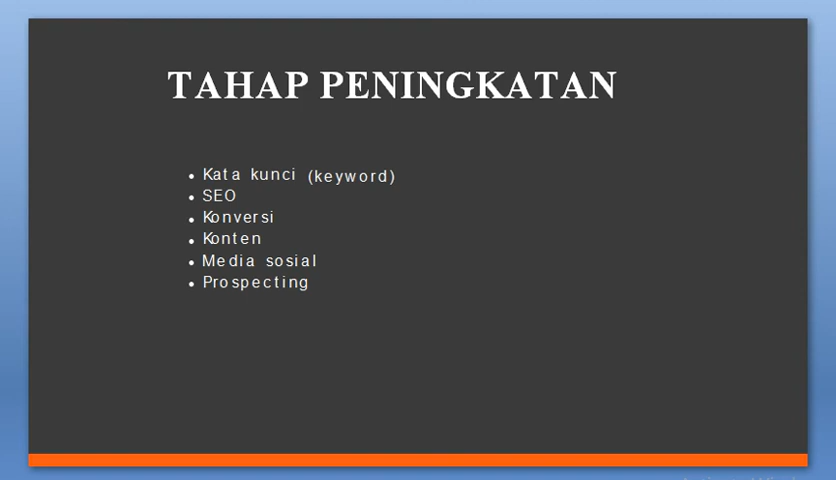 TAHAP PENINGKATAN
• Kata kunci (keyword)
• SEO
• Konversi
• Konten
• Media sosial
• Prospecting